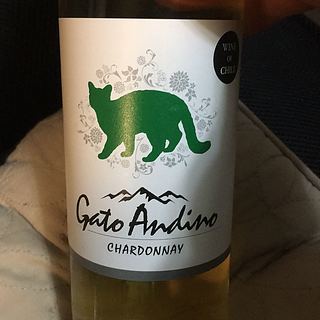 WINE
OF
CHILE
Gato Andino
CHARDONNAY